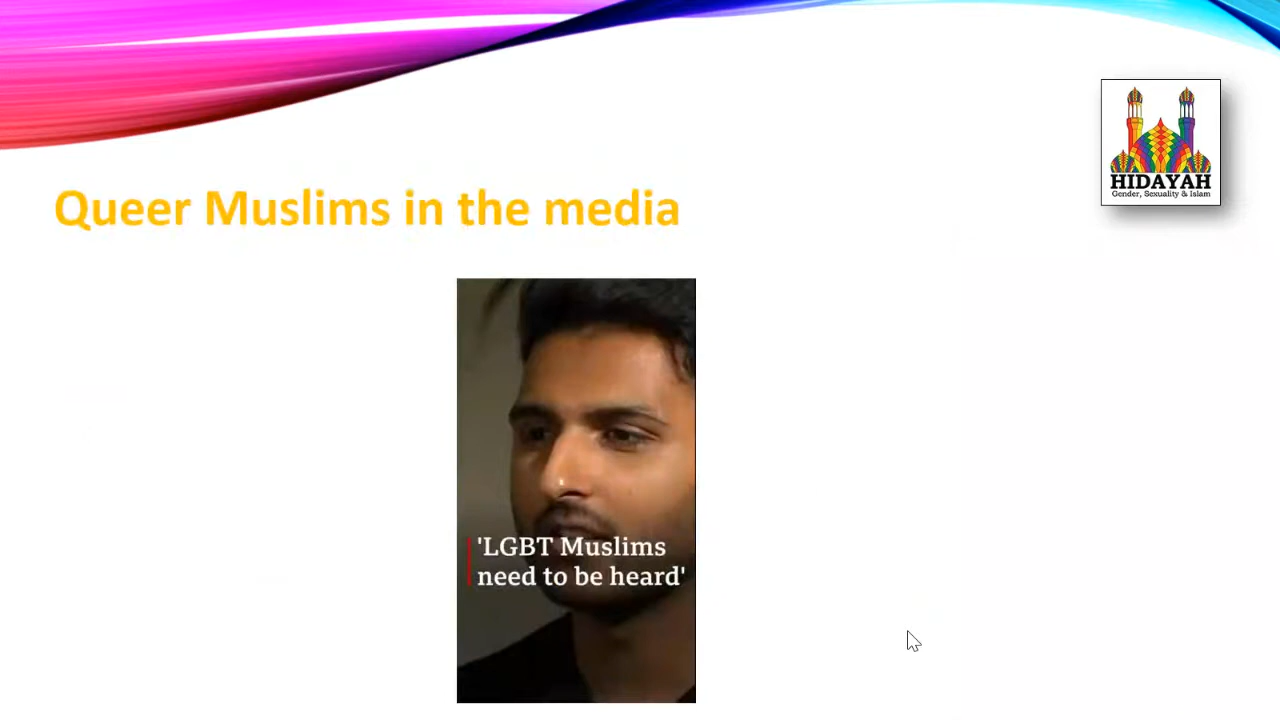 HIDAYAH
Gender, Sexuality & Islam
Queer Muslims in the media
'LGBT Muslims
need to be heard'